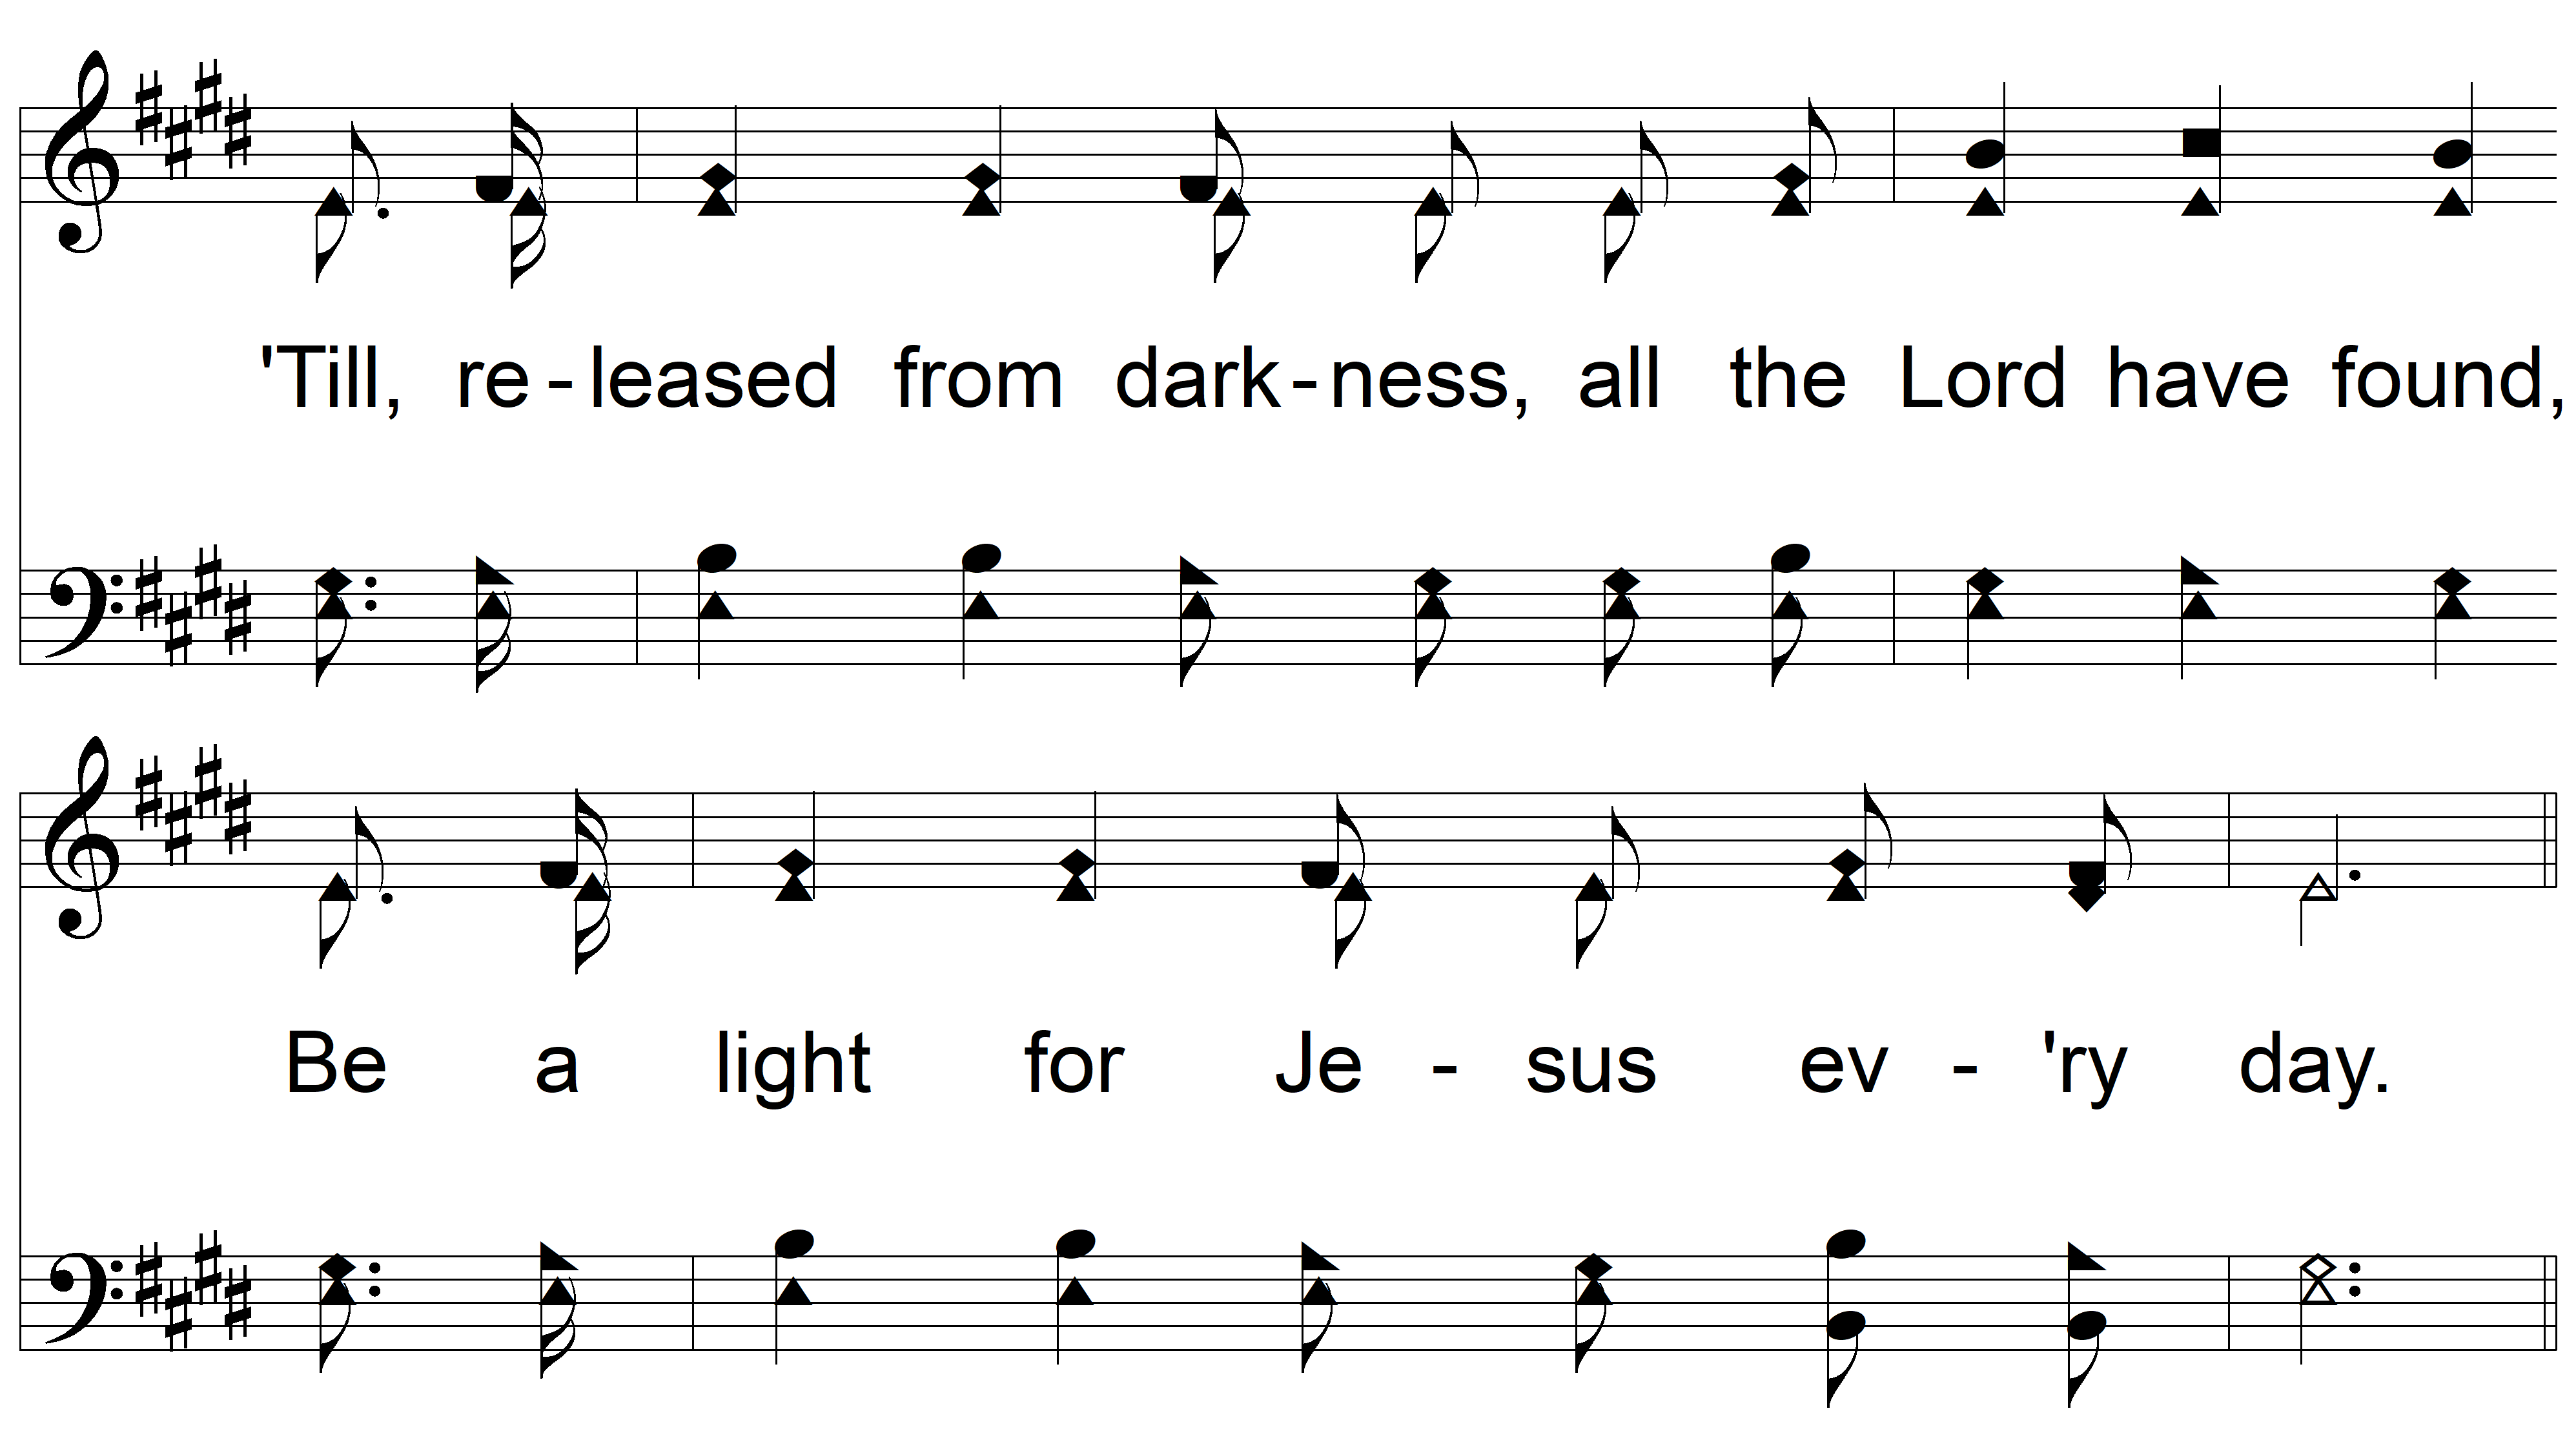 'Till, re-leased from dark-ness, all the Lord have found,
Be a light for Je - sus ev - 'ry day.